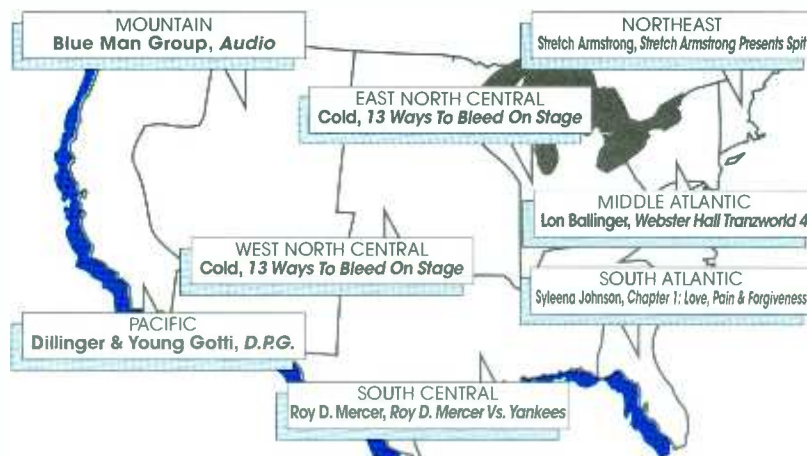 MOUNTAIN
Blue Man Group, Audio
NORTHEAST
Stretch Armstrong, Stretch Armstrong Presents Spit
EAST NORTH CENTRAL
Cold, 13 Ways To Bleed On Stage
MIDDLE ATLANTIC
Lon Ballinger, Webster Hall Tranzworld 4
WEST NORTH CENTRAL
Cold, 13 Ways To Bleed On Stage
SOUTH ATLANTIC
Syleena Johnson, Chapter 1: Love, Pain & Forgiveness
PACIFIC
Dillinger & Young Gotti, D.P.G.
SOUTH CENTRAL
Roy D. Mercer, Roy D. Mercer Vs. Yankees